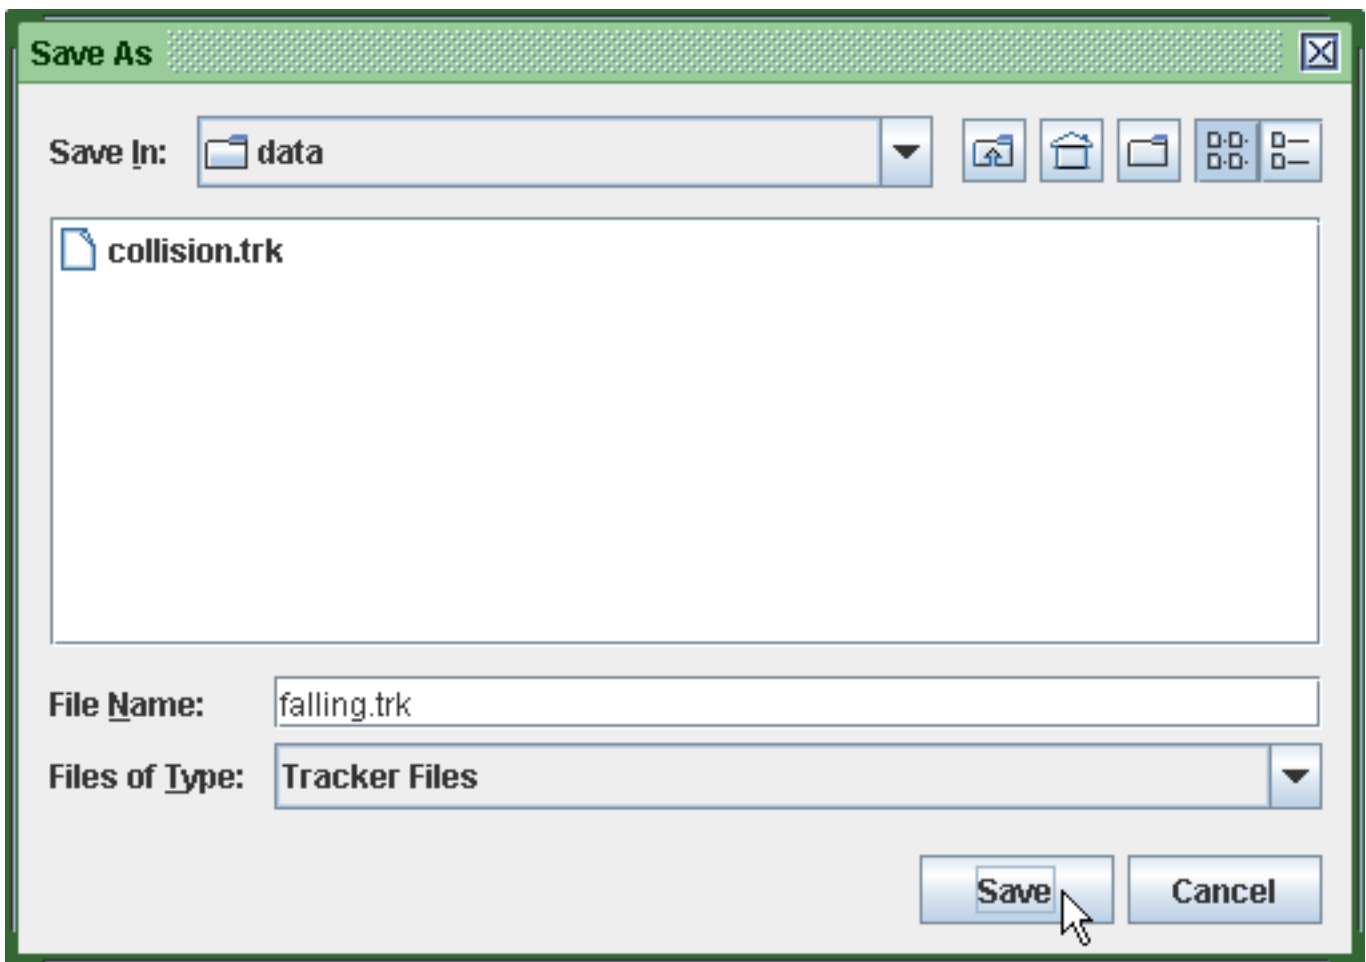 Save As
Save In: data
collision.trk
File Name: falling.trk
Files of Type: Tracker Files
Save Cancel